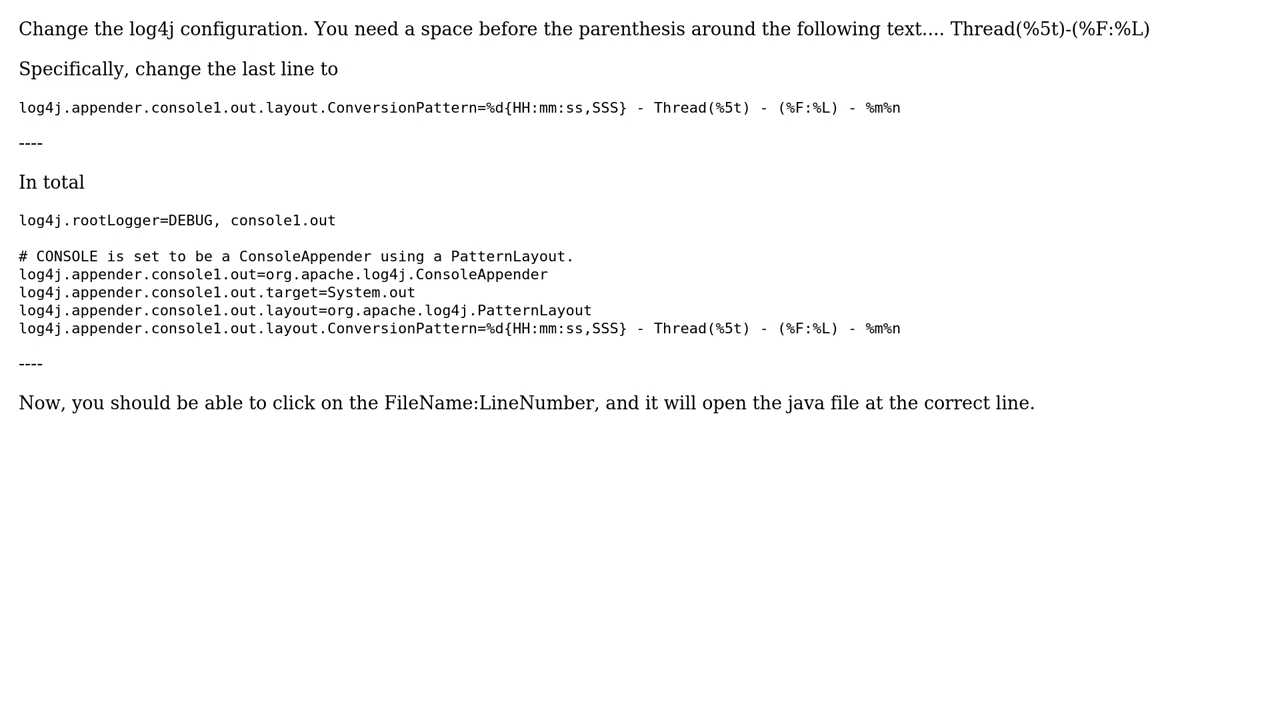 Change the log4j configuration. You need a space before the parenthesis around the following text.... Thread(%5t)-(%F:%L)
Specifically, change the last line to
log4j.appender.console1.out.layout.ConversionPattern=%d{HH:mm:ss,SSS} - Thread(%5t) - (%F:%L) - %m%n
----
In total
log4j.rootLogger=DEBUG, console1.out
# CONSOLE is set to be a ConsoleAppender using a PatternLayout.
log4j.appender.console1.out=org.apache.log4j.ConsoleAppender
log4j.appender.console1.out.target=System.out
log4j.appender.console1.out.layout=org.apache.log4j.PatternLayout
log4j.appender.console1.out.layout.ConversionPattern=%d{HH:mm:ss,SSS} - Thread(%5t) - (%F:%L) - %m%n
----
Now, you should be able to click on the FileName:LineNumber, and it will open the java file at the correct line.